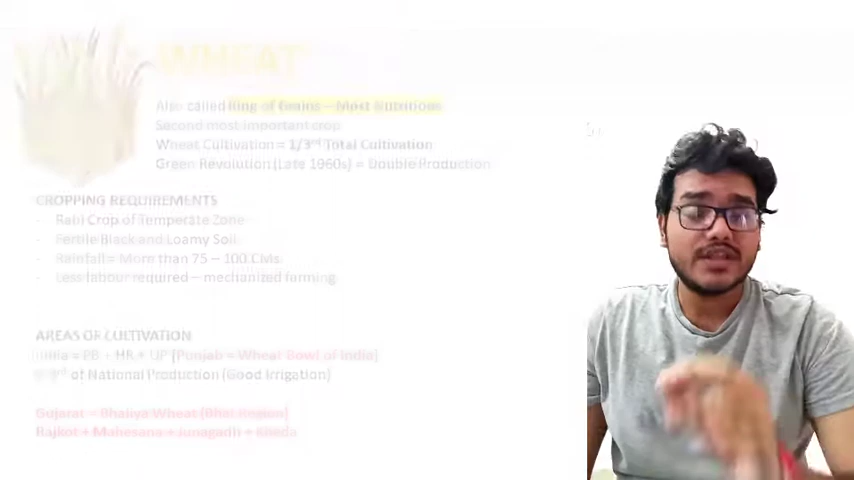 WHEAT
Also called King of Grains – Most Nutritious
Second most important crop
Wheat Cultivation = 1/3rd Total Cultivation
Green Revolution (Late 1960s) = Double Production
CROPPING REQUIREMENTS
- Rabi Crop of Temperate Zone
- Fertile Black and Loamy Soil
- Rainfall = More than 75 – 100 CMs
- Less labour required – mechanized farming
AREAS OF CULTIVATION
India = PB + HR + UP [Punjab = Wheat Bowl of India]
of National Production (Good Irrigation)
Gujarat = Bhaliya Wheat (Bhal Region)
Rajkot + Mahesana + Junagadh + Kheda